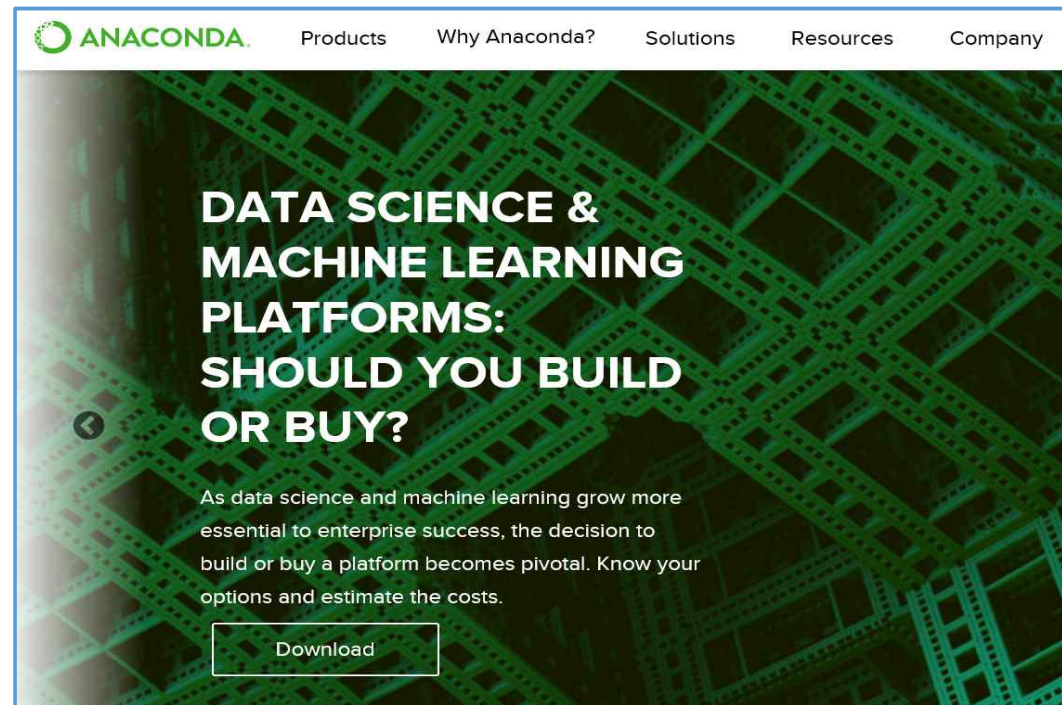 ANACONDA.
Products Why Anaconda? Solutions Resources Company
DATA SCIENCE &
MACHINE LEARNING
PLATFORMS:
SHOULD YOU BUILD
OR BUY?
As data science and machine learning grow more
essential to enterprise success, the decision to
build or buy a platform becomes pivotal. Know your
options and estimate the costs.
Download